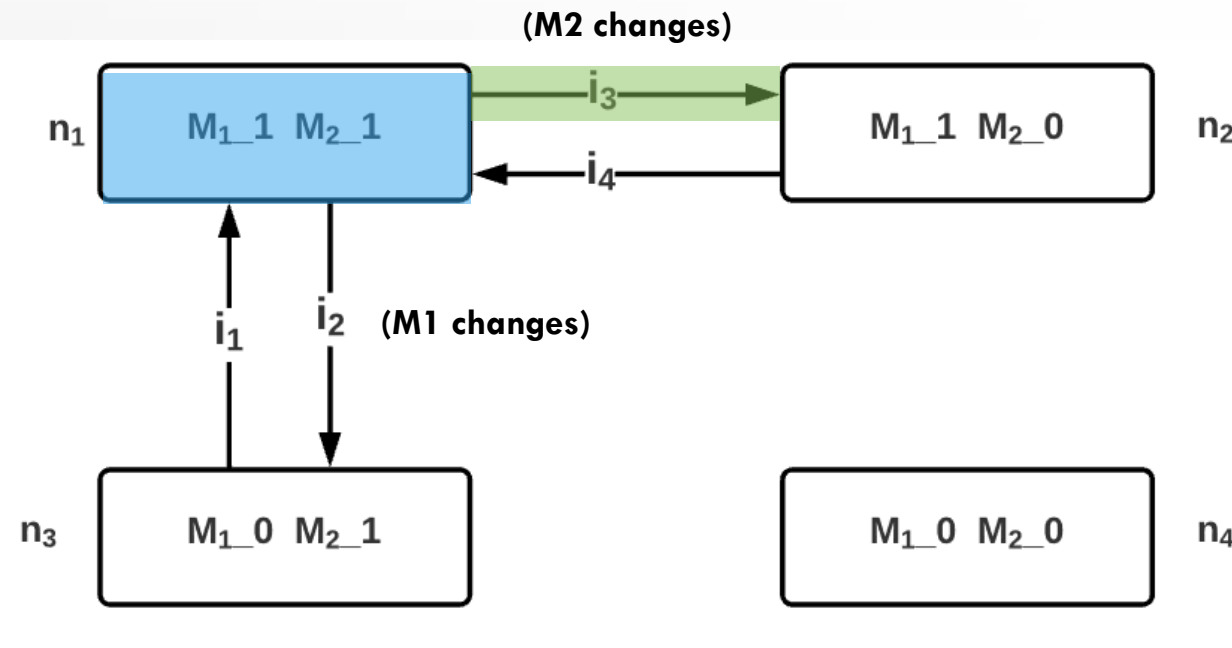 (M2 changes)
n₁ M₁_1 M₂_1 i₃ M₁_1 M₂_0 n₂
i₄
i₁ i₂ (M1 changes)
n₃ M₁_0 M₂_1 M₁_0 M₂_0 n₄